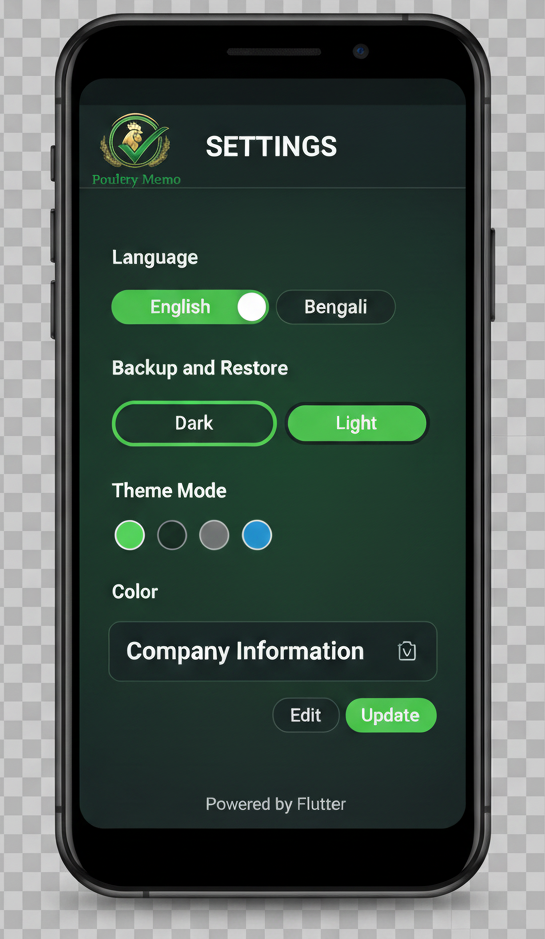 Poultry Memo
SETTINGS
Language
English
Bengali
Backup and Restore
Dark
Light
Theme Mode
Color
Company Information
Edit
Update
Powered by Flutter